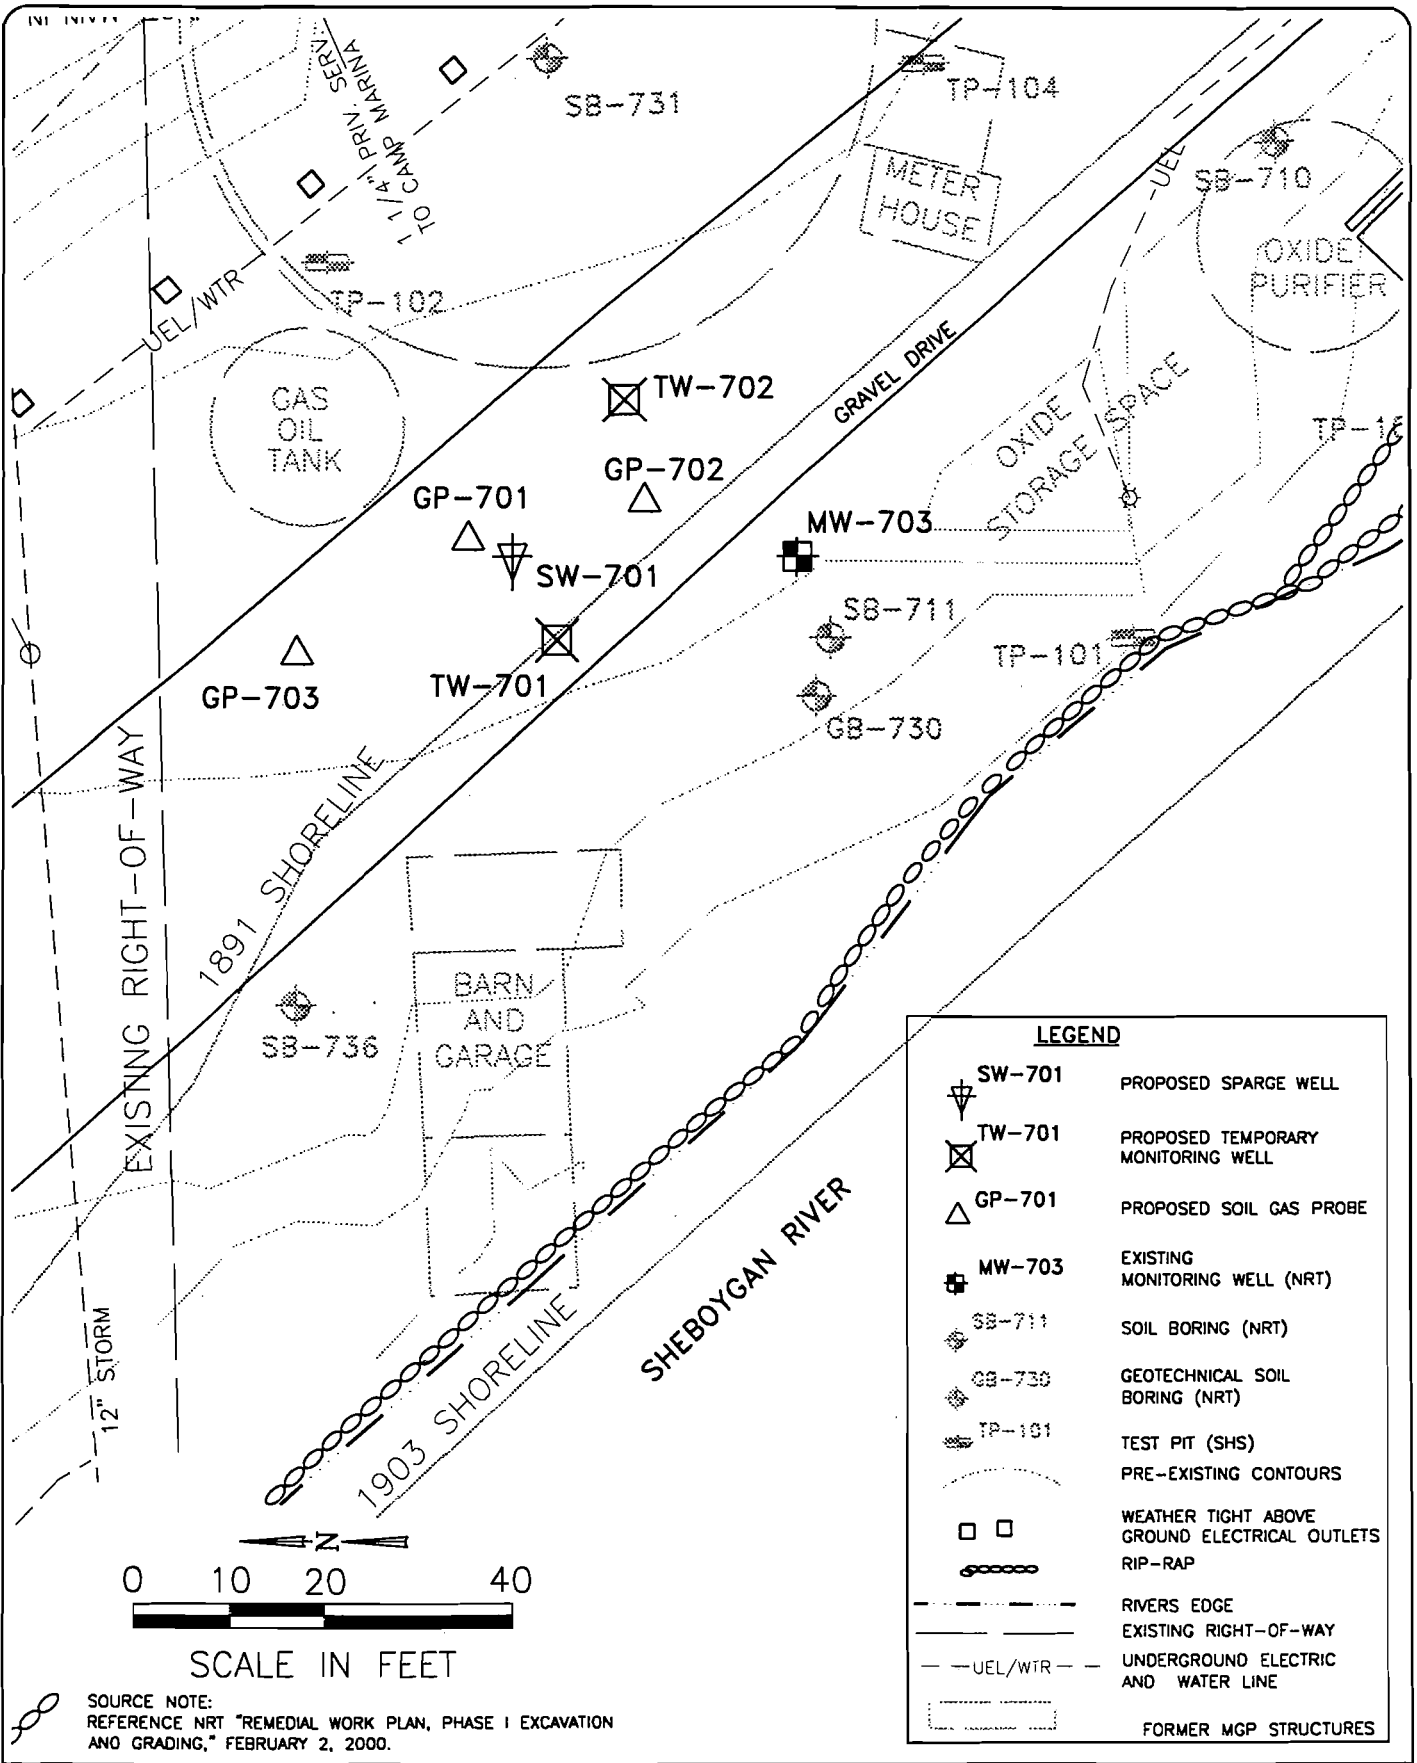 SB-731
TP-104
1 1/4" PRIV. SERV.
TO CAMP MARINA
METER
HOUSE
UEL
SB-710
OXIDE
PURIFIER
TP-102
UEL/WTR
GAS
OIL
TANK
TW-702
GRAVEL DRIVE
OXIDE
STORAGE SPACE
GP-702
GP-701
MW-703
SW-701
SB-711
TP-101
GP-703
TW-701
GB-730
EXISTING RIGHT-OF-WAY
1891 SHORELINE
BARN
AND
GARAGE
SB-736
12" STORM
SHEBOYGAN RIVER
1903 SHORELINE
LEGEND
SW-701 PROPOSED SPARGE WELL
TW-701 PROPOSED TEMPORARY
MONITORING WELL
GP-701 PROPOSED SOIL GAS PROBE
MW-703 EXISTING
MONITORING WELL (NRT)
SB-711 SOIL BORING (NRT)
GB-730 GEOTECHNICAL SOIL
BORING (NRT)
TP-101 TEST PIT (SHS)
PRE-EXISTING CONTOURS
WEATHER TIGHT ABOVE
GROUND ELECTRICAL OUTLETS
RIP-RAP
RIVERS EDGE
EXISTING RIGHT-OF-WAY
UEL/WTR UNDERGROUND ELECTRIC
AND WATER LINE
FORMER MGP STRUCTURES
N
0 10 20 40
SCALE IN FEET
SOURCE NOTE:
REFERENCE NRT "REMEDIAL WORK PLAN, PHASE I EXCAVATION
AND GRADING," FEBRUARY 2, 2000.